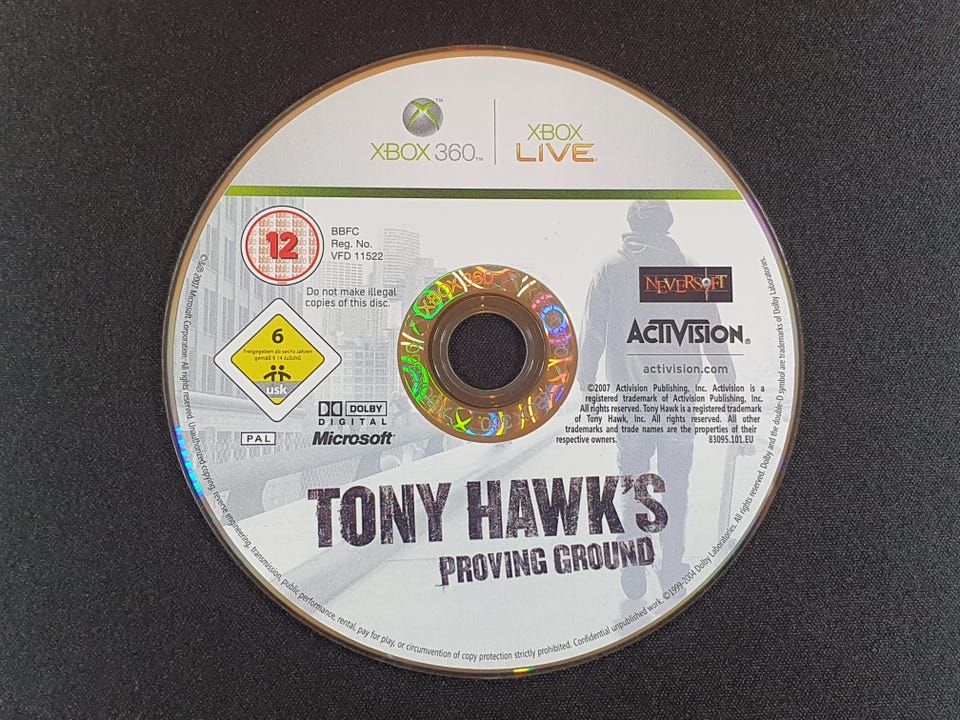 XBOX 360™
XBOX
LIVE™
12
BBFC
Reg. No.
VFD 11522
Do not make illegal
copies of this disc.
6
Freigegeben ab sechs Jahren
gemäß § 14 JuSchG
usk
PAL
DOLBY
DIGITAL
Microsoft®
XBOX 360
NEVERSOFT
ACTIVISION®
activision.com
©2007 Activision Publishing, Inc. Activision is a
registered trademark of Activision Publishing, Inc.
All rights reserved. Tony Hawk is a registered trademark
of Tony Hawk, Inc. All rights reserved. All other
trademarks and trade names are the properties of their
respective owners. 83095.101.EU
TONY HAWK'S
PROVING GROUND
2007 Microsoft Corporation. All rights reserved. Unauthorized copying, reverse engineering, transmission, public performance, rental, pay for play, or circumvention of copy protection strictly prohibited. Confidential unpublished work. ©1999-2004 Dolby Laboratories. All rights reserved. Dolby and the double-D symbol are trademarks of Dolby Laboratories.